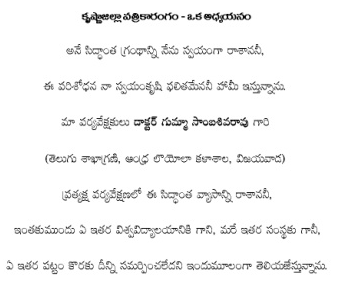 కృష్ణాజిల్లా పత్రికారంగం - ఒక అధ్యయనం
అనే సిద్ధాంత గ్రంథాన్ని నేను స్వయంగా రాశాననీ,
ఈ పరిశోధన నా స్వయంకృషి ఫలితమేననీ హామీ ఇస్తున్నాను.
మా పర్యవేక్షకులు డాక్టర్ గుమ్మా సాంబశివరావు గారి
(తెలుగు శాఖాగ్రణి, ఆంధ్ర లొయోలా కళాశాల, విజయవాడ)
ప్రత్యక్ష పర్యవేక్షణలో ఈ సిద్ధాంత వ్యాసాన్ని రాశాననీ,
ఇంతకుముందు ఏ ఇతర విశ్వవిద్యాలయానికి గాని, మరే ఇతర సంస్థకు గానీ,
ఏ ఇతర పట్టం కొరకు దీన్ని సమర్పించలేదని ఇందుమూలంగా తెలియజేస్తున్నాను.